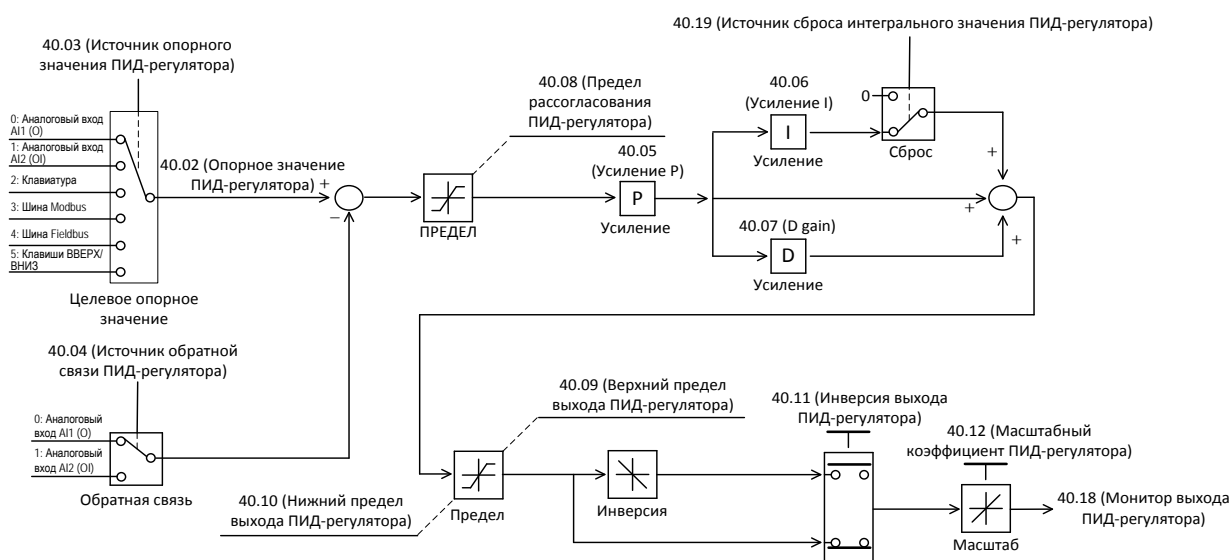 40.19 (Источник сброса интегрального значения ПИД-регулятора)
40.03 (Источник опорного
значения ПИД-регулятора)
40.08 (Предел
рассогласования
ПИД-регулятора)
40.06
(Усиление I)
0
I
Усиление
Сброс
0: Аналоговый вход
AI1 (O)
1: Аналоговый вход
AI2 (OI)
2: Клавиатура
3: Шина Modbus
4: Шина Fieldbus
5: Клавиши ВВЕРХ/
ВНИЗ
Целевое опорное
значение
40.02 (Опорное значение
ПИД-регулятора)
+
−
ПРЕДЕЛ
40.05
(Усиление P)
P
Усиление
+
+
+
40.07 (D gain)
D
Усиление
40.04 (Источник обратной
связи ПИД-регулятора)
0: Аналоговый
вход AI1 (O)
1: Аналоговый
вход AI2 (OI)
Обратная связь
40.09 (Верхний предел
выхода ПИД-регулятора)
40.10 (Нижний предел
выхода ПИД-регулятора)
Предел
Инверсия
40.11 (Инверсия выхода
ПИД-регулятора)
40.12 (Масштабный
коэффициент ПИД-регулятора)
Масштаб
40.18 (Монитор выхода
ПИД-регулятора)